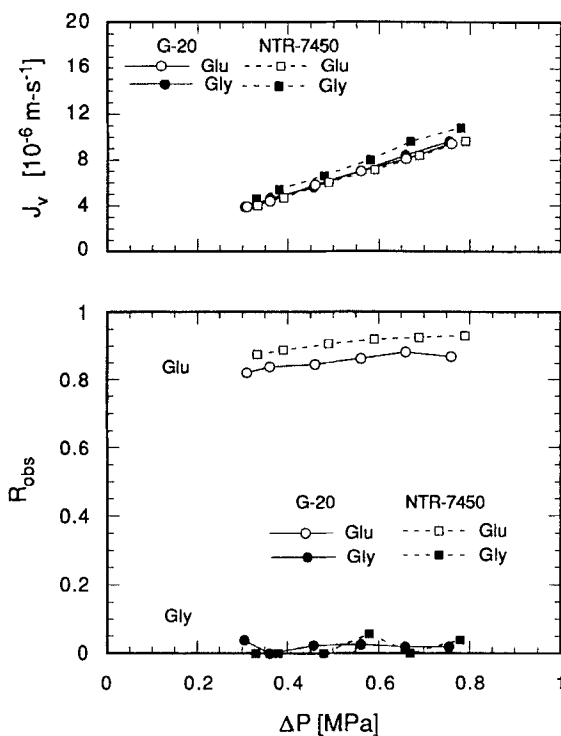 20
16
12
8
4
0
J_v [10⁻⁶ m-s⁻¹]
G-20 NTR-7450
Glu Glu
Gly Gly
1
0.8
0.6
0.4
0.2
0
R_obs
Glu
G-20 NTR-7450
Glu Glu
Gly Gly
Gly
0 0.2 0.4 0.6 0.8 1
ΔP [MPa]